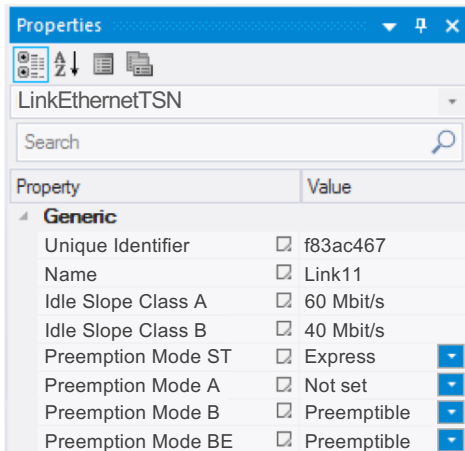 Properties
LinkEthernetTSN
Search
Property Value
Generic
Unique Identifier f83ac467
Name Link11
Idle Slope Class A 60 Mbit/s
Idle Slope Class B 40 Mbit/s
Preemption Mode ST Express
Preemption Mode A Not set
Preemption Mode B Preemptible
Preemption Mode BE Preemptible